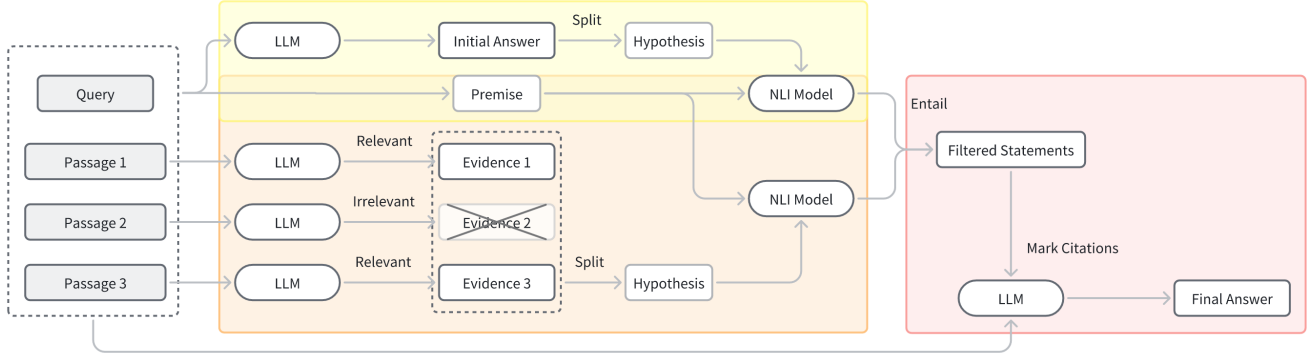 Split
LLM
Initial Answer
Hypothesis
Query
Premise
NLI Model
Entail
Relevant
Filtered Statements
Passage 1
LLM
Evidence 1
Irrelevant
NLI Model
Passage 2
LLM
Evidence 2
Mark Citations
Relevant
Split
Passage 3
LLM
Evidence 3
Hypothesis
LLM
Final Answer